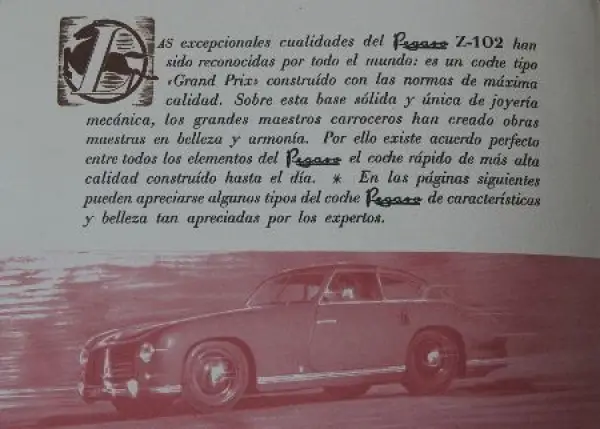 LAS excepcionales cualidades del Pegaso Z-102 han
sido reconocidas por todo el mundo: es un coche tipo
«Grand Prix» construído con las normas de máxima
calidad. Sobre esta base sólida y única de joyería
mecánica, los grandes maestros carroceros han creado obras
maestras en belleza y armonía. Por ello existe acuerdo perfecto
entre todos los elementos del Pegaso el coche rápido de más alta
calidad construído hasta el día. * En las páginas siguientes
pueden apreciarse algunos tipos del coche Pegaso de características
y belleza tan apreciadas por los expertos.